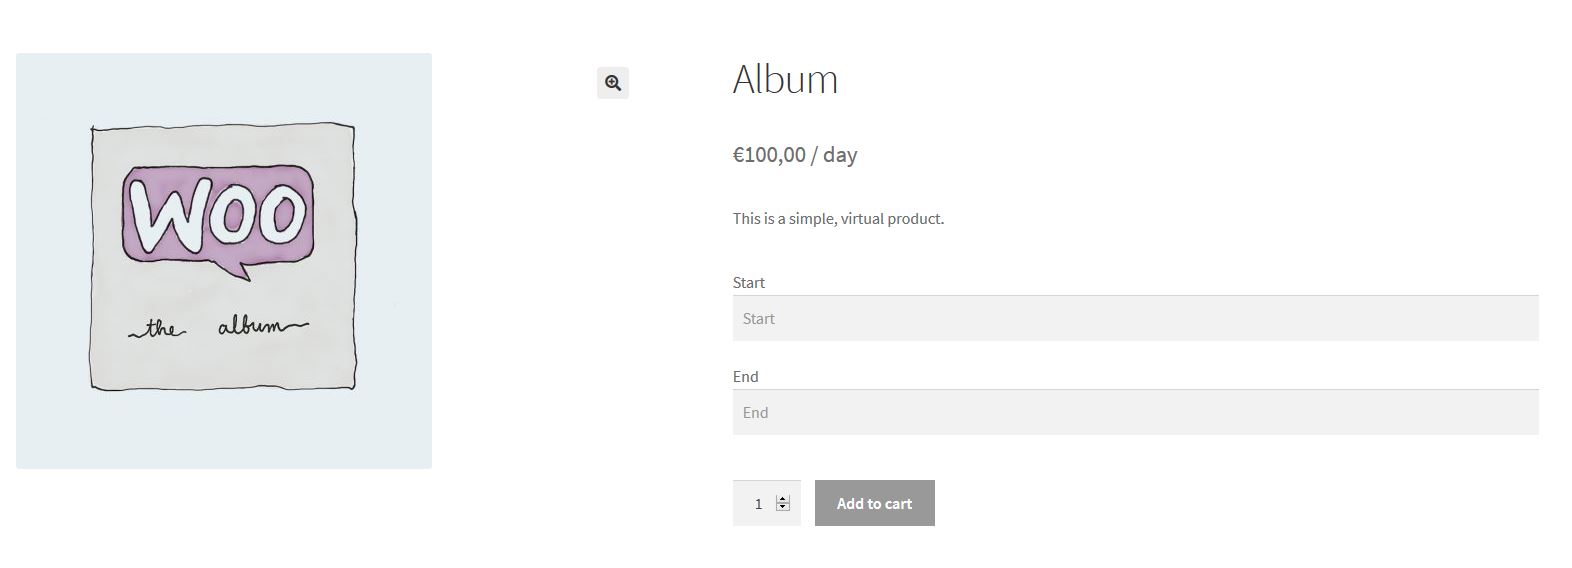 WOO
the album
Album
€100,00 / day
This is a simple, virtual product.
Start
Start
End
End
1
Add to cart